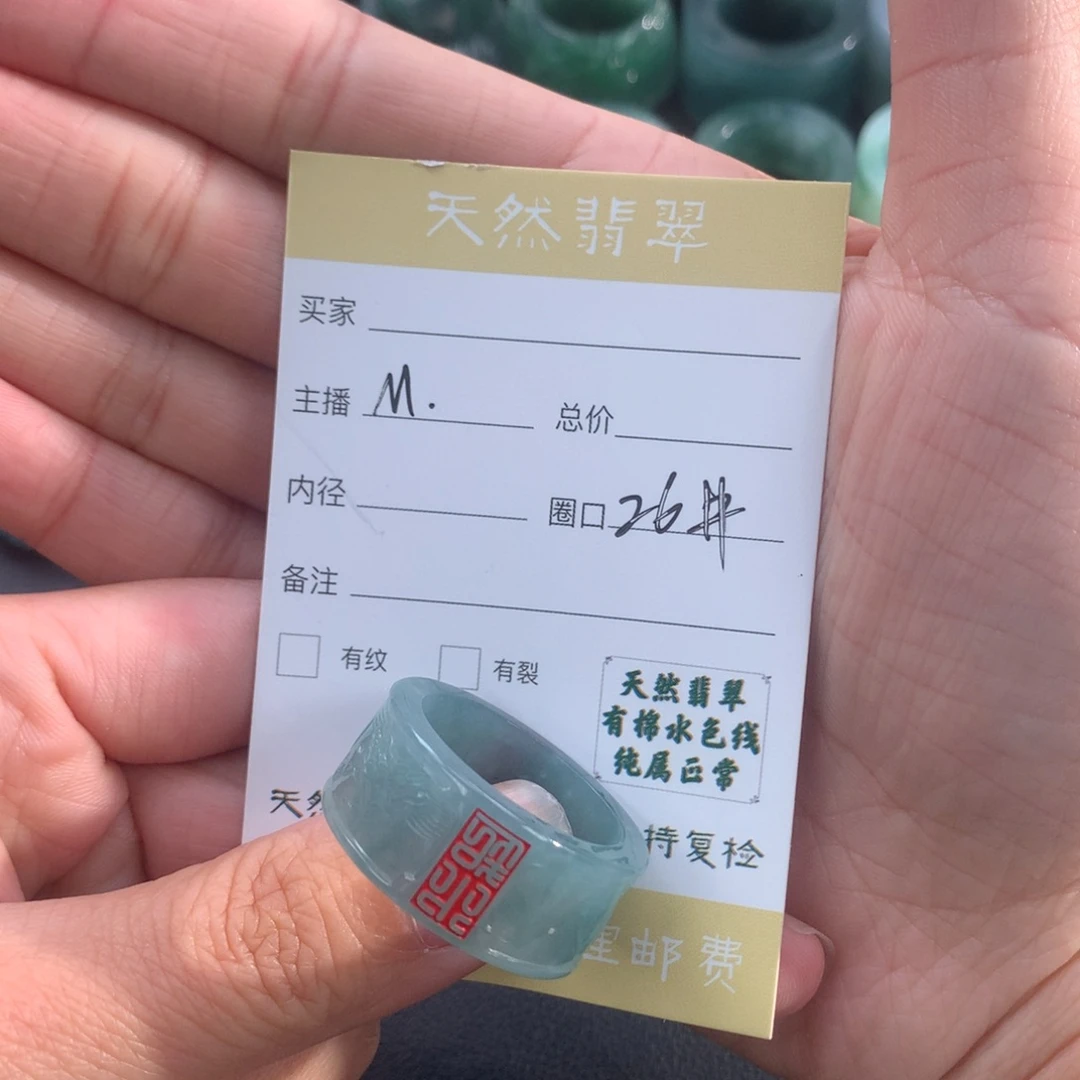 天然翡翠
买家
主播 M. 总价
内径 圈口 26#
备注
有纹 有裂
天然翡翠
有棉水色线
纯属正常
天然 持复检
邮费